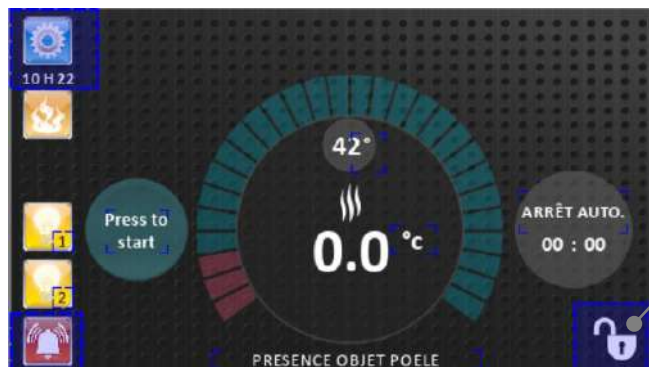 10 H 22
42°
Press to
start
0.0 °c
ARRÊT AUTO.
00 : 00
1
2
PRESENCE OBJET POELE